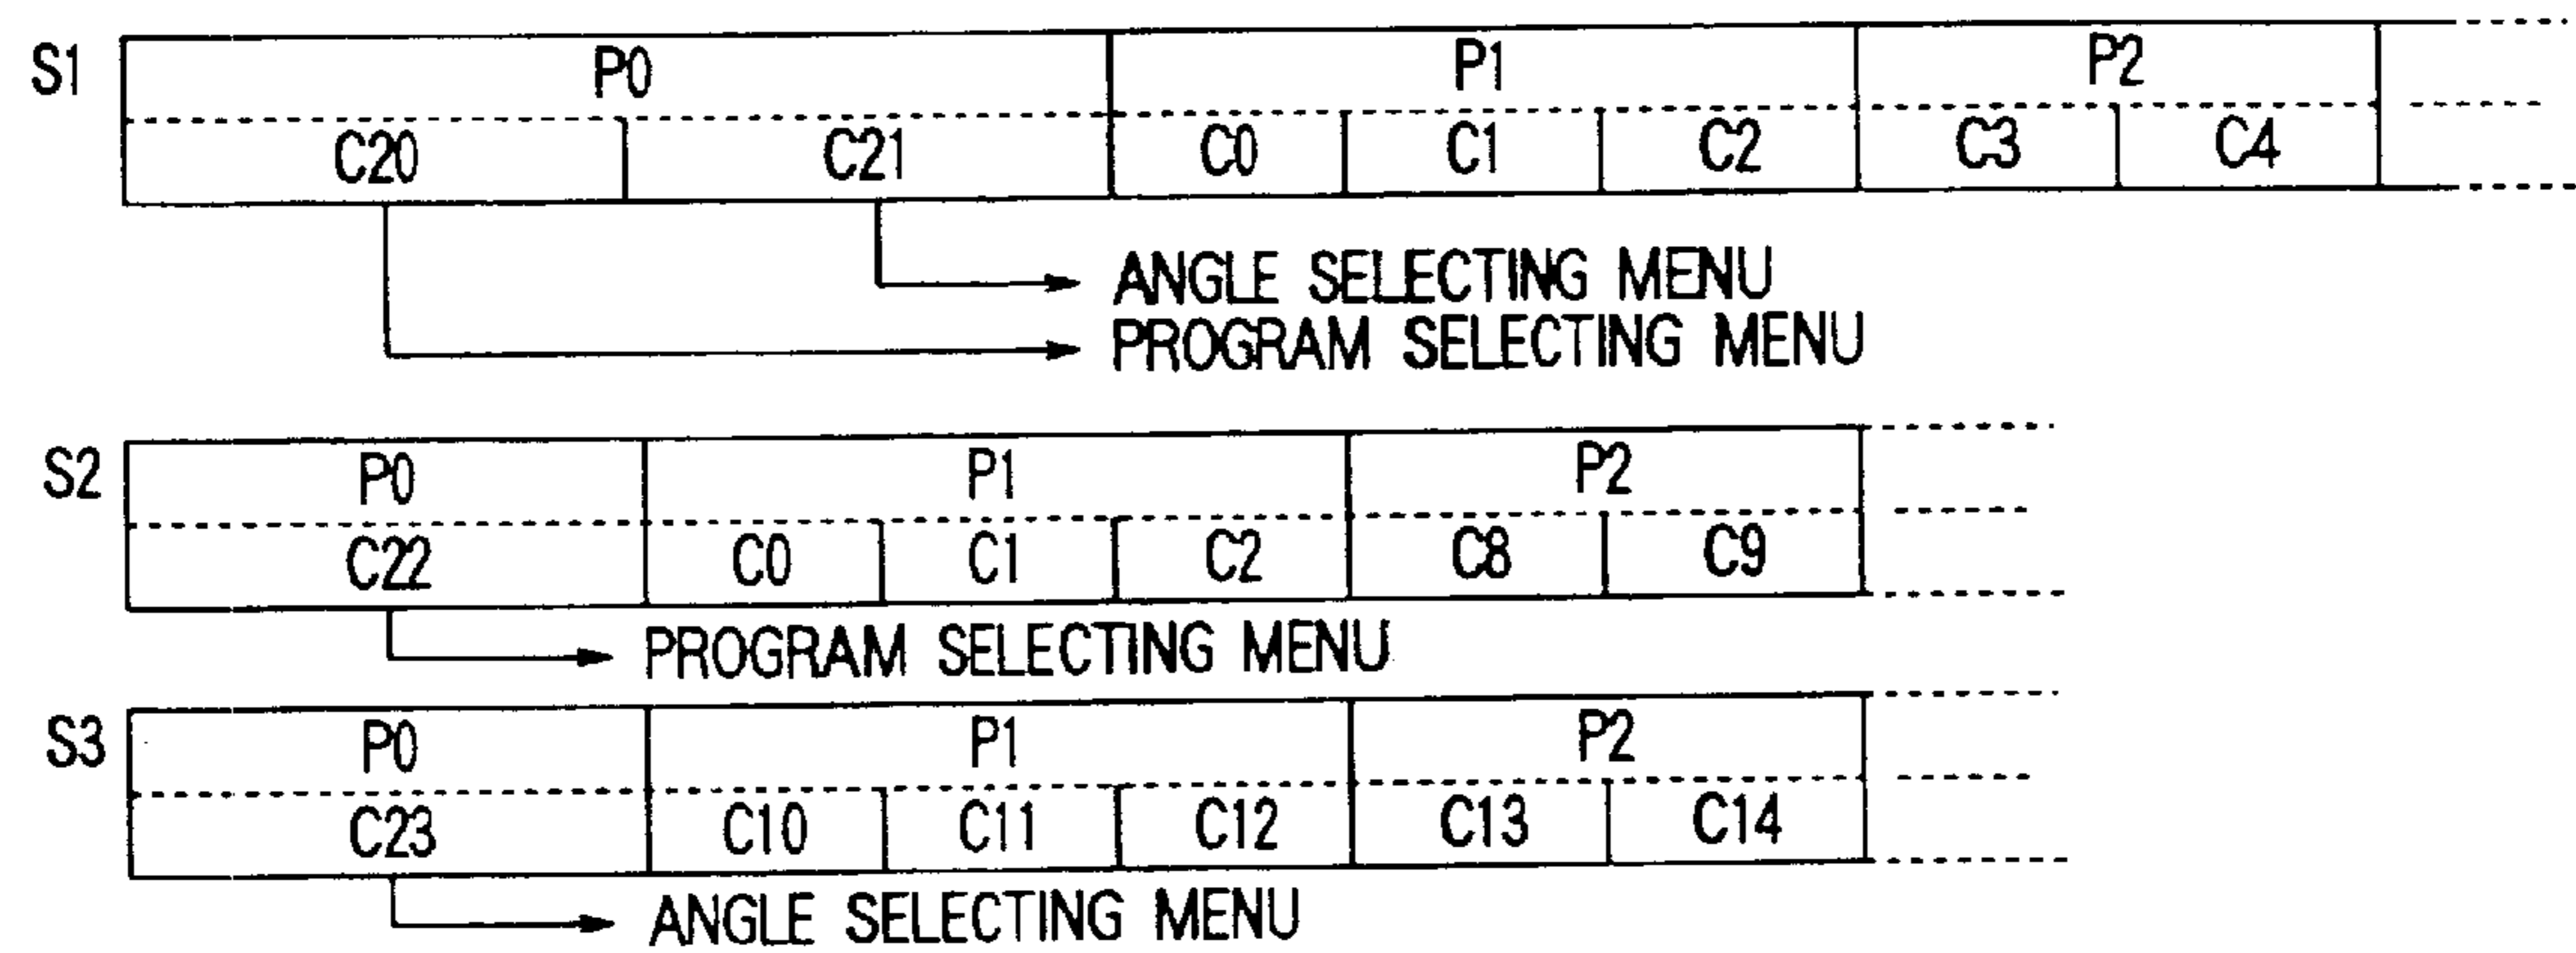 S1 P0 P1 P2
C20 C21 C0 C1 C2 C3 C4
ANGLE SELECTING MENU
PROGRAM SELECTING MENU
S2 P0 P1 P2
C22 C0 C1 C2 C8 C9
PROGRAM SELECTING MENU
S3 P0 P1 P2
C23 C10 C11 C12 C13 C14
ANGLE SELECTING MENU